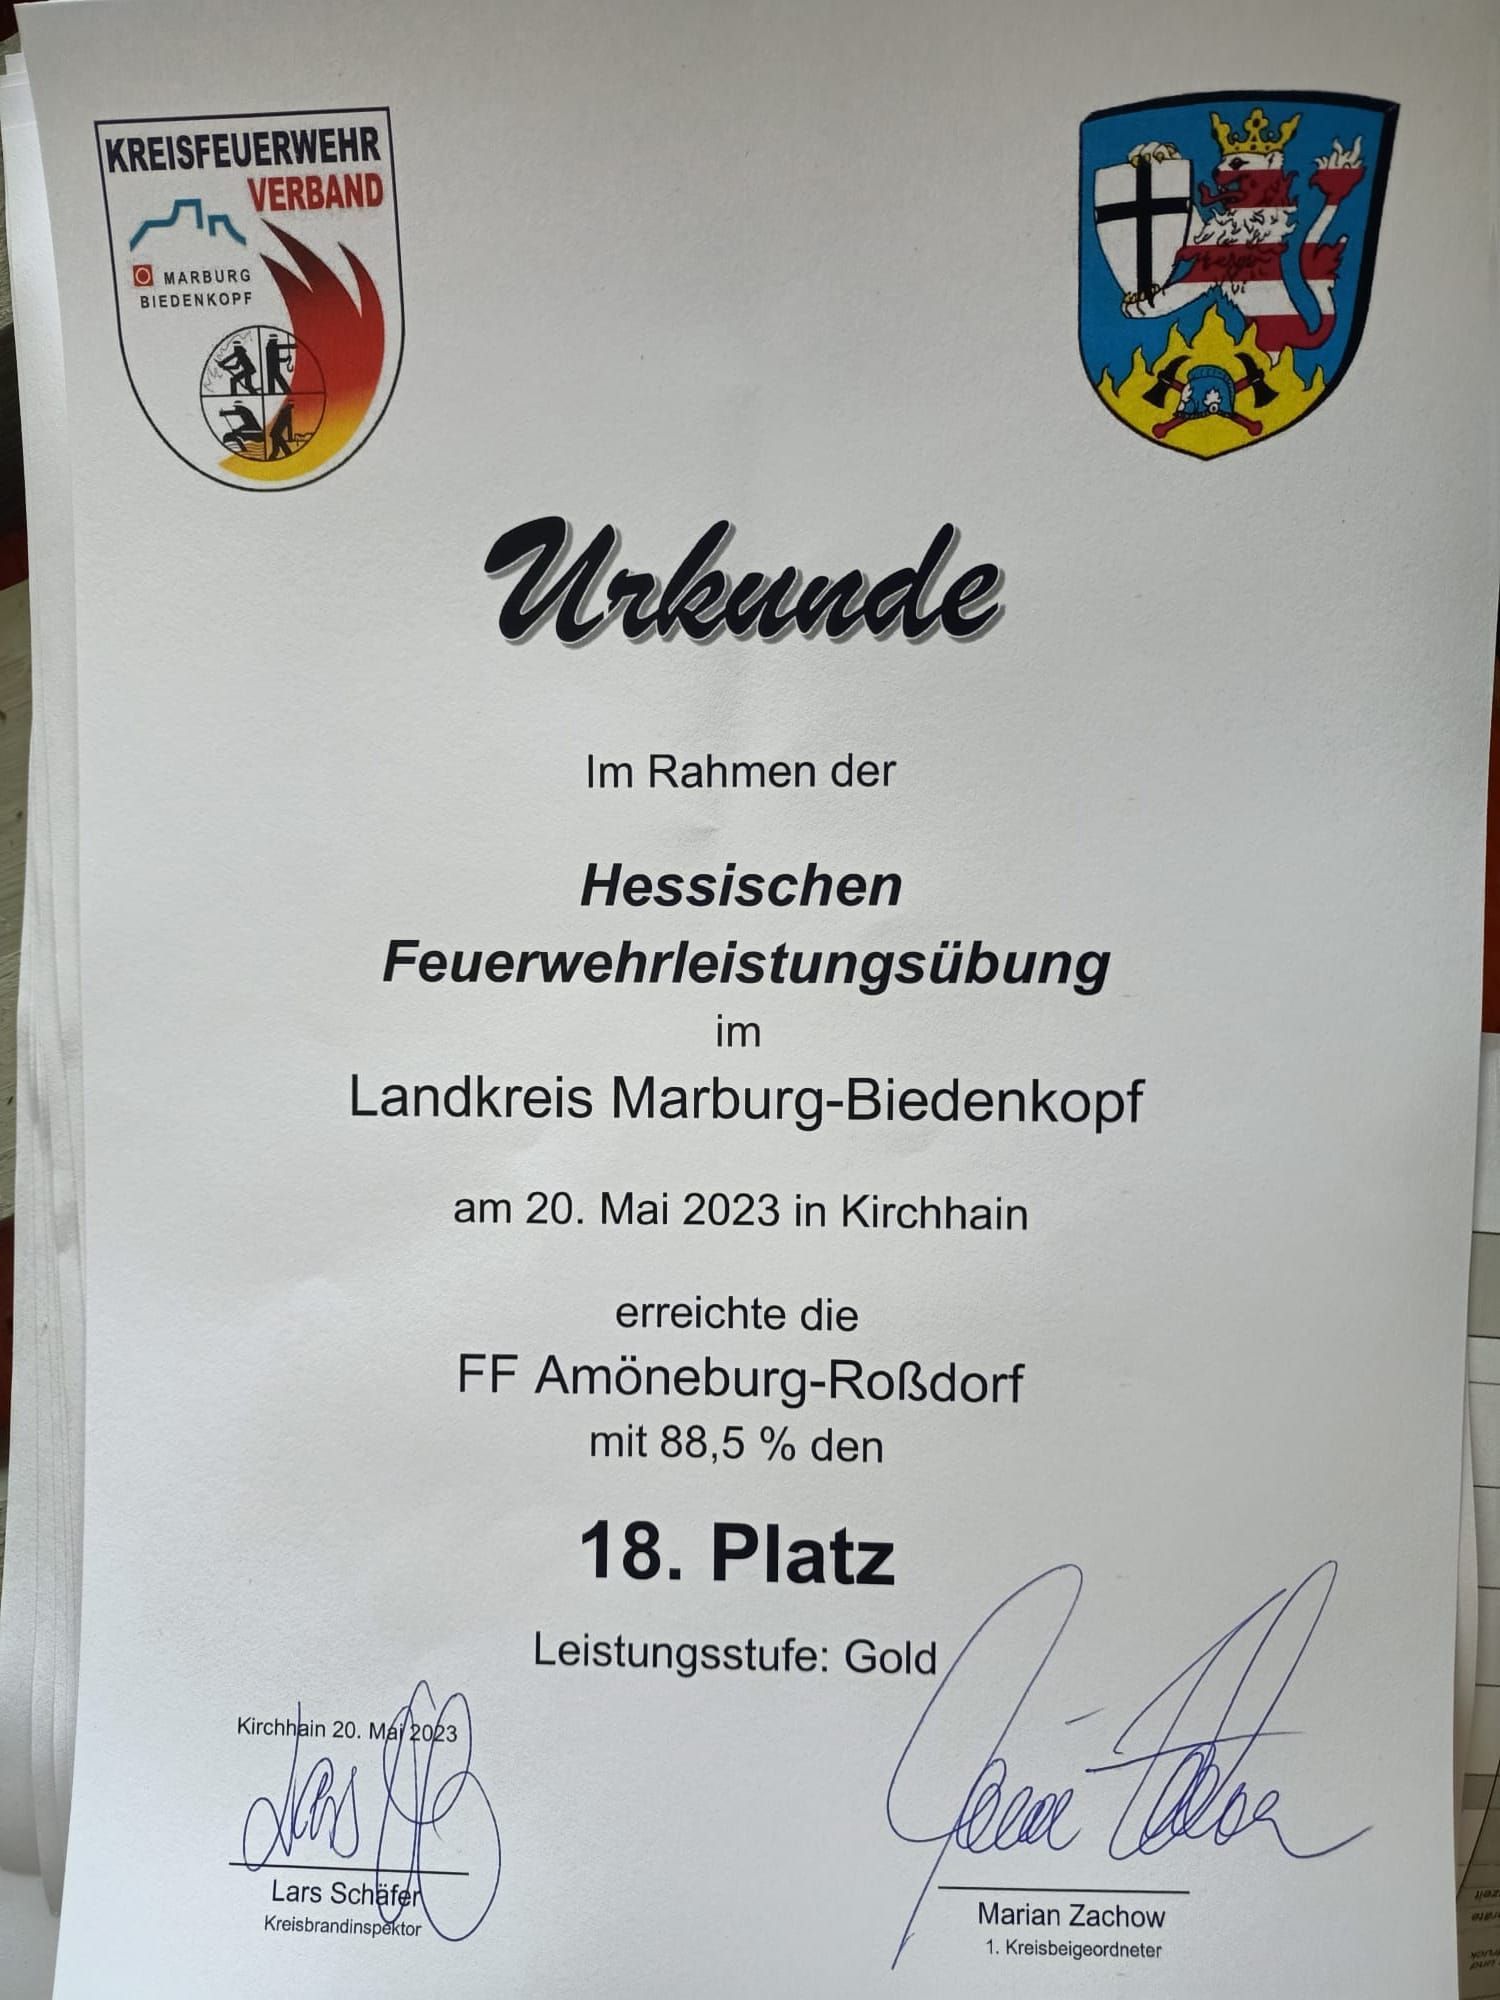 KREISFEUERWEHR
VERBAND
MARBURG
BIEDENKOPF
Urkunde
Im Rahmen der
Hessischen
Feuerwehrleistungsübung
im
Landkreis Marburg-Biedenkopf
am 20. Mai 2023 in Kirchhain
erreichte die
FF Amöneburg-Roßdorf
mit 88,5 % den
18. Platz
Leistungsstufe: Gold
Kirchhain 20. Mai 2023
Lars Schäfer
Kreisbrandinspektor
Marian Zachow
1. Kreisbeigeordneter